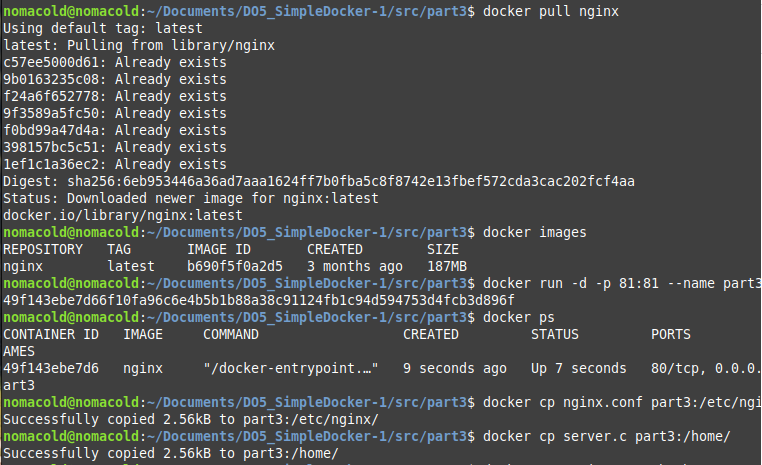 nomacold@nomacold:~/Documents/DO5_SimpleDocker-1/src/part3$ docker pull nginx
Using default tag: latest
latest: Pulling from library/nginx
c57ee5000d61: Already exists
9b0163235c08: Already exists
f24a6f652778: Already exists
9f3589a5fc50: Already exists
f0bd99a47d4a: Already exists
398157bc5c51: Already exists
1ef1c1a36ec2: Already exists
Digest: sha256:6eb953446a36ad7aaa1624ff7b0fba5c8f8742e13fbef572cda3cac202fcf4aa
Status: Downloaded newer image for nginx:latest
docker.io/library/nginx:latest
nomacold@nomacold:~/Documents/DO5_SimpleDocker-1/src/part3$ docker images
REPOSITORY   TAG       IMAGE ID       CREATED        SIZE
nginx        latest    b690f5f0a2d5   3 months ago   187MB
nomacold@nomacold:~/Documents/DO5_SimpleDocker-1/src/part3$ docker run -d -p 81:81 --name part3
49f143ebe7d66f10fa96c6e4b5b1b88a38c91124fb1c94d594753d4fcb3d896f
nomacold@nomacold:~/Documents/DO5_SimpleDocker-1/src/part3$ docker ps
CONTAINER ID   IMAGE     COMMAND                  CREATED         STATUS         PORTS
AMES
49f143ebe7d6   nginx     "/docker-entrypoint.…"   9 seconds ago   Up 7 seconds   80/tcp, 0.0.0.
art3
nomacold@nomacold:~/Documents/DO5_SimpleDocker-1/src/part3$ docker cp nginx.conf part3:/etc/ngi
Successfully copied 2.56kB to part3:/etc/nginx/
nomacold@nomacold:~/Documents/DO5_SimpleDocker-1/src/part3$ docker cp server.c part3:/home/
Successfully copied 2.56kB to part3:/home/